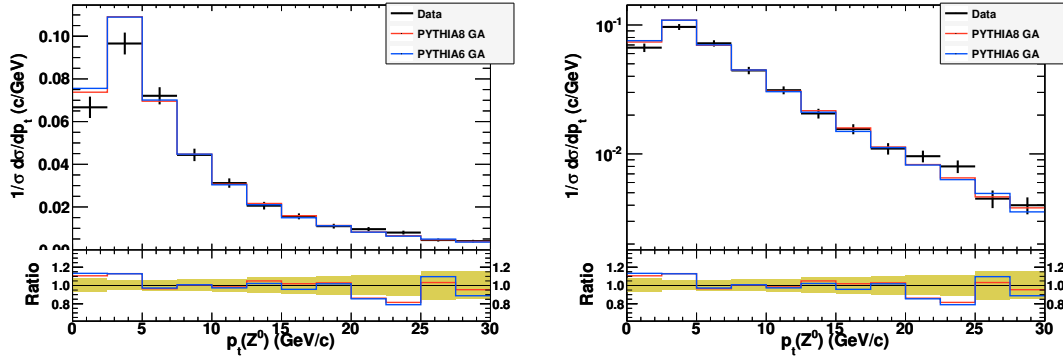 Data
PYTHIA8 GA
PYTHIA6 GA
1/σ dσ/dp_t (c/GeV)
0.10
0.08
0.06
0.04
0.02
0.00
Ratio
1.2
1.0
0.8
1.2
1.0
0.8
0 5 10 15 20 25 30
p_t(Z^0) (GeV/c)
Data
PYTHIA8 GA
PYTHIA6 GA
1/σ dσ/dp_t (c/GeV)
10^-1
10^-2
Ratio
1.2
1.0
0.8
1.2
1.0
0.8
0 5 10 15 20 25 30
p_t(Z^0) (GeV/c)